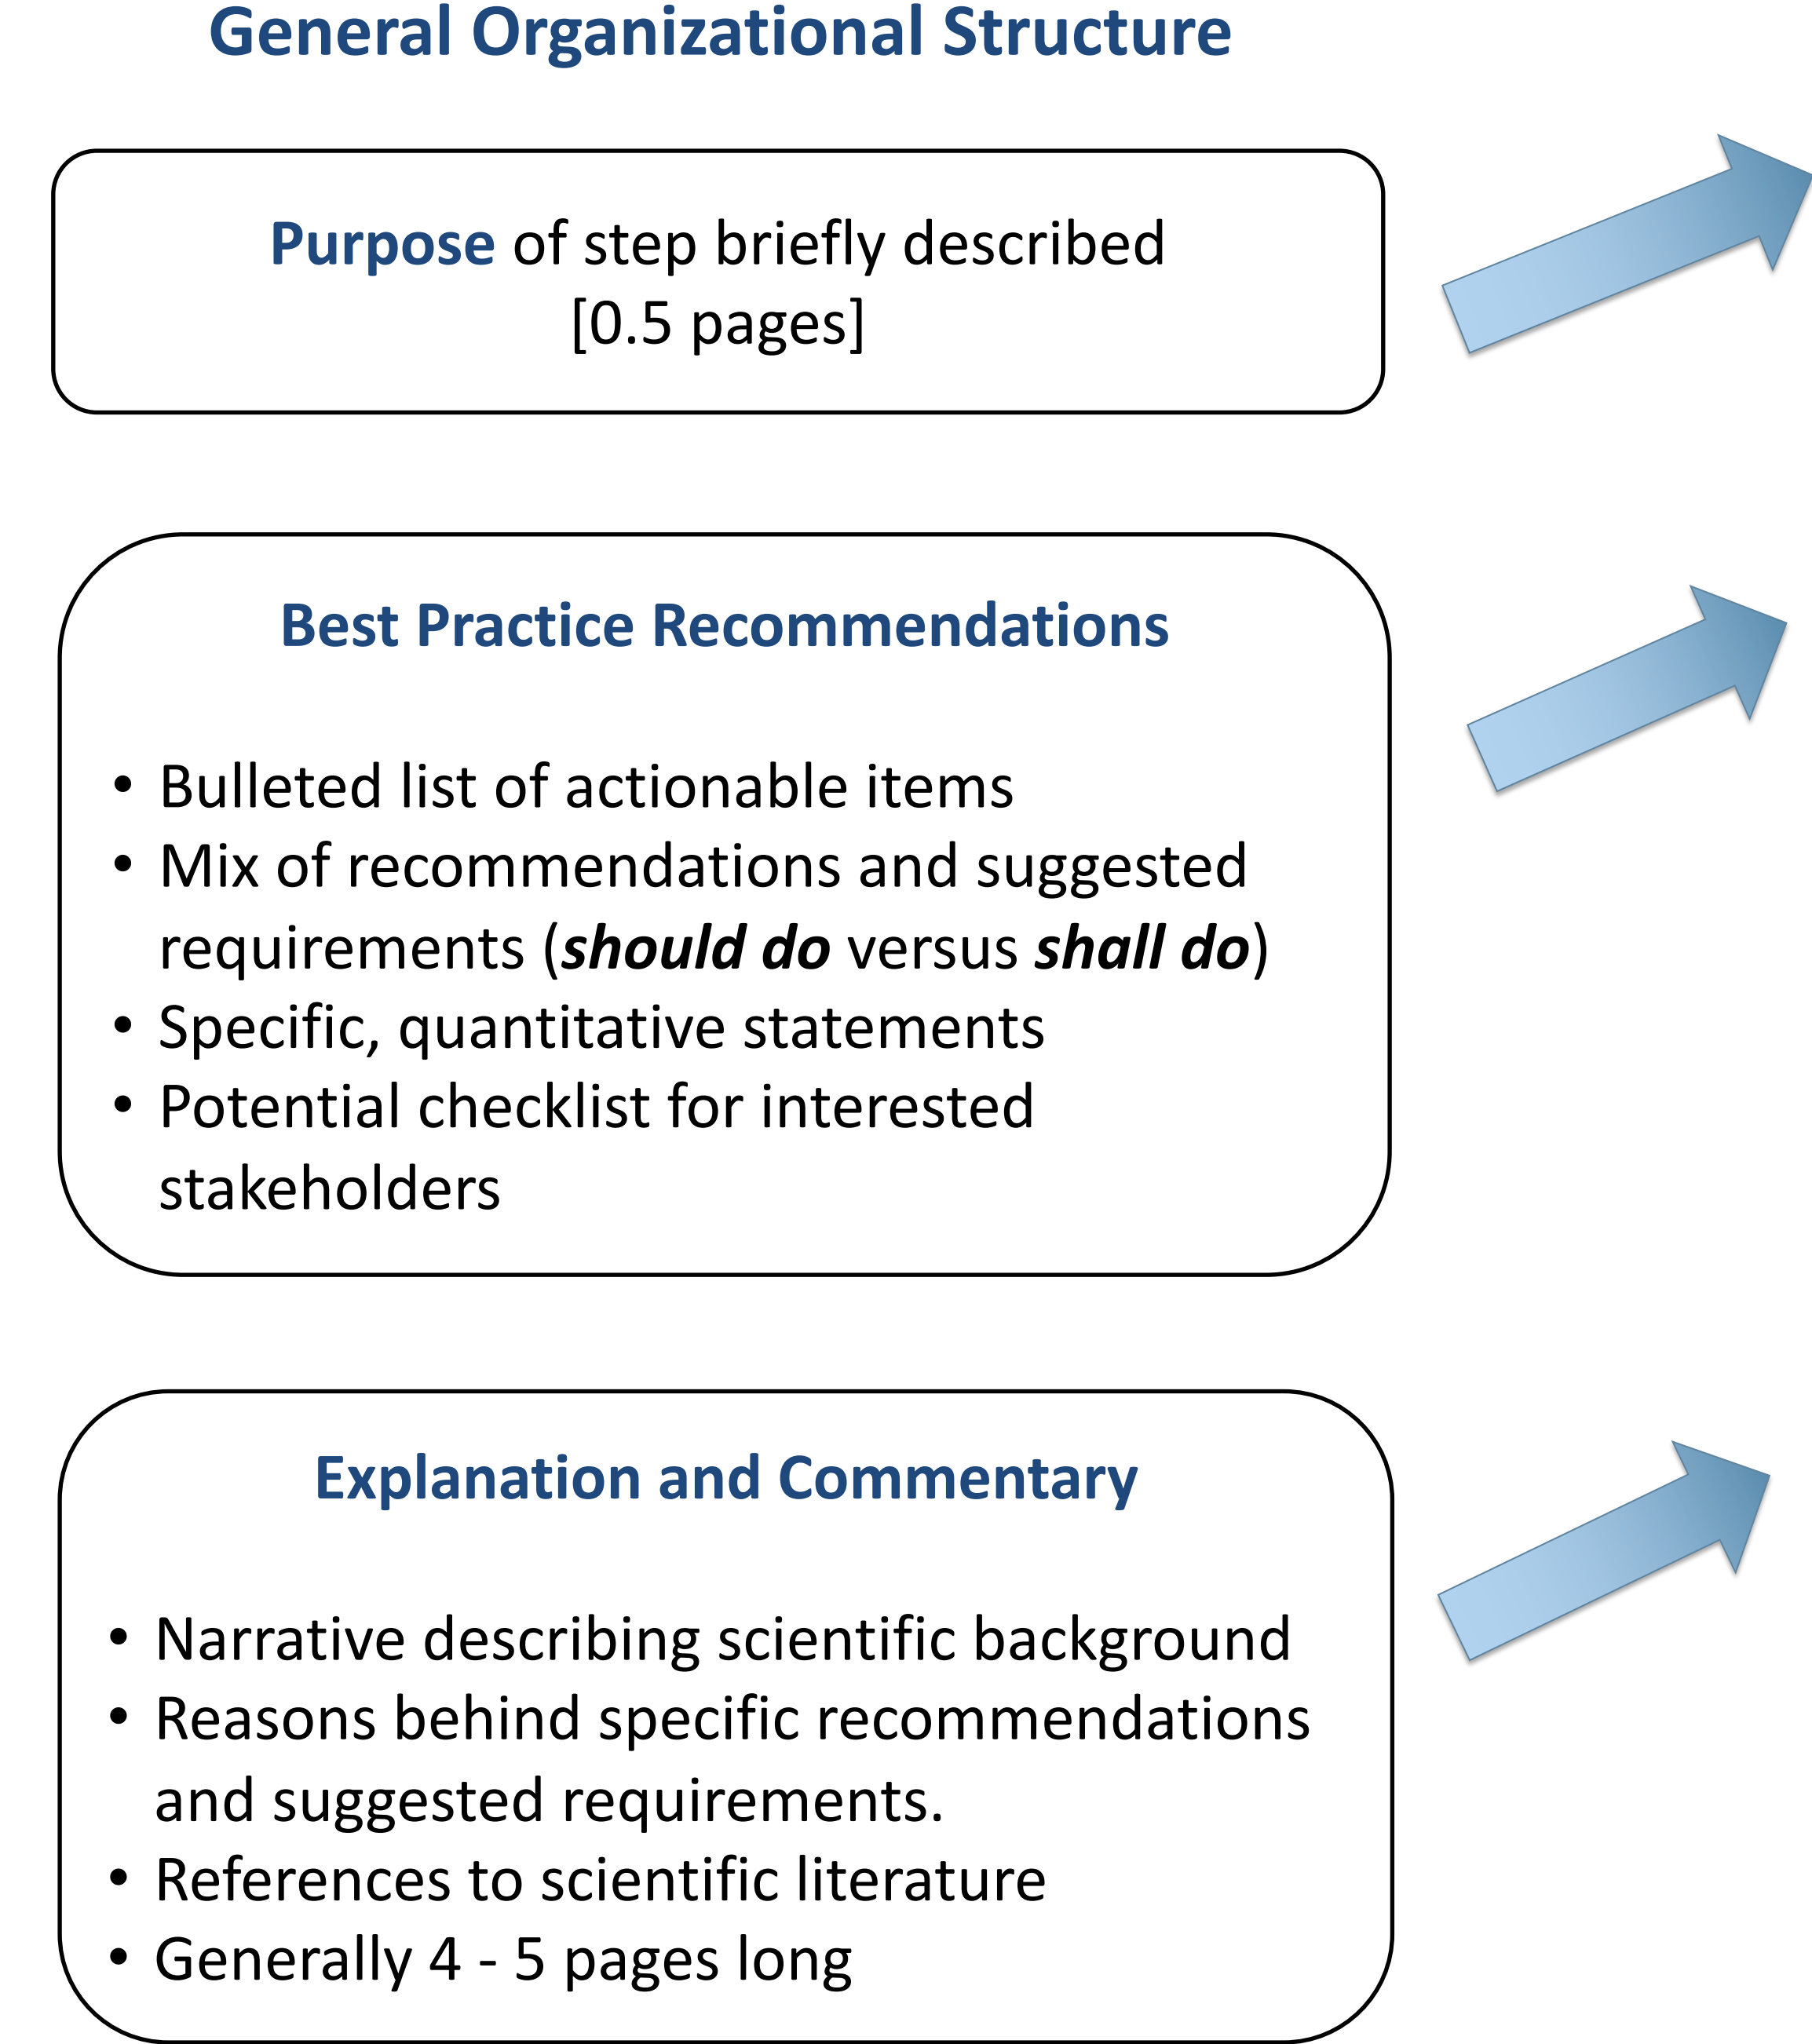 General Organizational Structure
Purpose of step briefly described
[0.5 pages]
Best Practice Recommendations
• Bulleted list of actionable items
• Mix of recommendations and suggested
requirements (should do versus shall do)
• Specific, quantitative statements
• Potential checklist for interested
stakeholders
Explanation and Commentary
• Narrative describing scientific background
• Reasons behind specific recommendations
and suggested requirements.
• References to scientific literature
• Generally 4 - 5 pages long